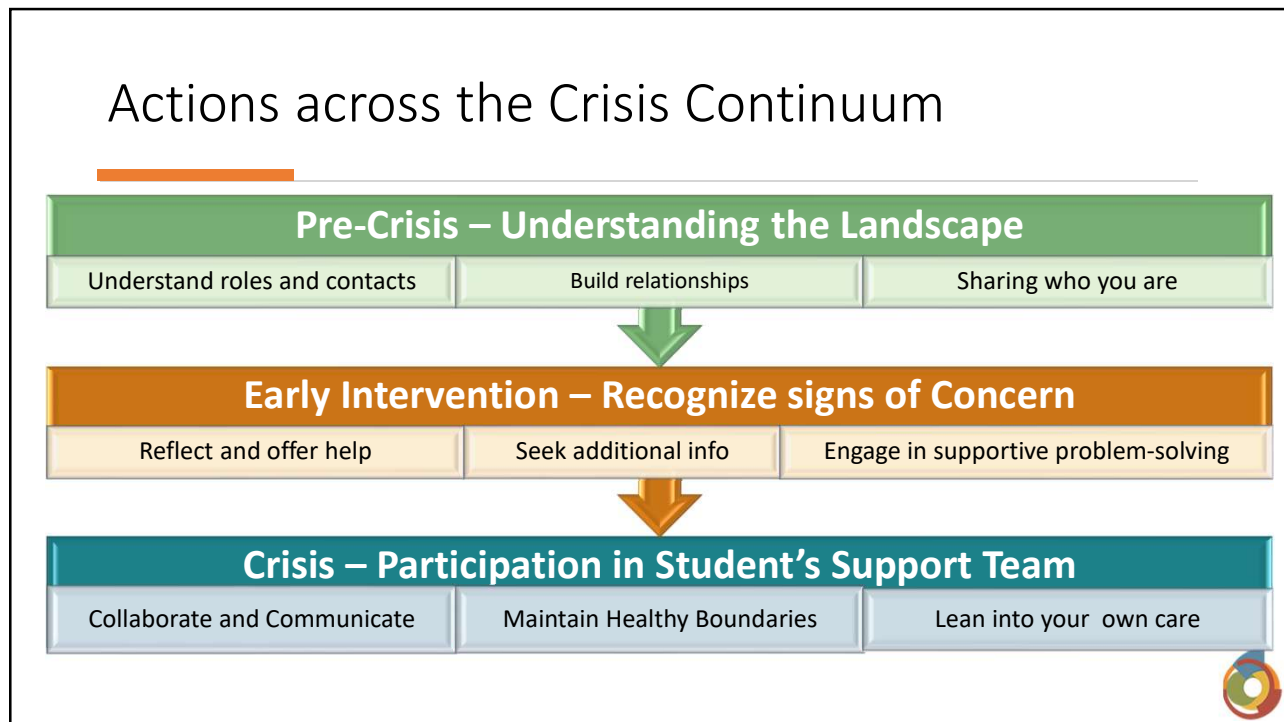 Actions across the Crisis Continuum
Pre-Crisis – Understanding the Landscape
Understand roles and contacts
Build relationships
Sharing who you are
Early Intervention – Recognize signs of Concern
Reflect and offer help
Seek additional info
Engage in supportive problem-solving
Crisis – Participation in Student’s Support Team
Collaborate and Communicate
Maintain Healthy Boundaries
Lean into your  own care